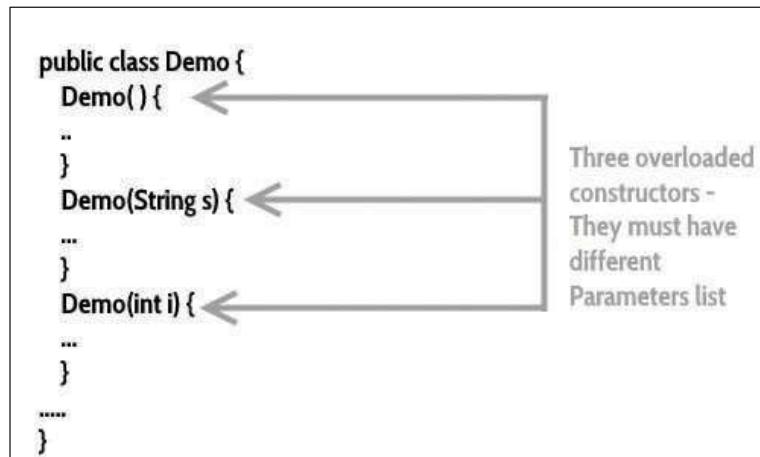 public class Demo {
Demo( ) {
..
}
Demo(String s) {
...
}
Demo(int i) {
...
}
.....
}
Three overloaded
constructors -
They must have
different
Parameters list